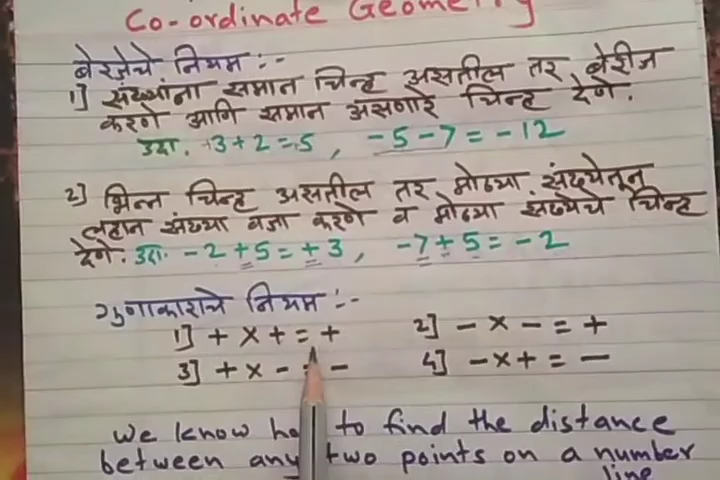 Co-ordinate Geometry
बेरजेचे नियम :-
1] संख्यांना समान चिन्ह असतील तर बेरीज
करणे आणि समान असणारे चिन्ह देणे.
उदा. +3+2=5 , -5-7=-12
2] भिन्न चिन्ह असतील तर मोठ्या संख्येतून
लहान संख्या वजा करणे व मोठ्या संख्येचे चिन्ह
देणे. उदा. -2+5=+3, -7+5=-2
गुणाकाराचे नियम :-
1] + × + = + 2] - × - = +
3] + × - = - 4] - × + = -
We know to find the distance
between any two points on a number
line